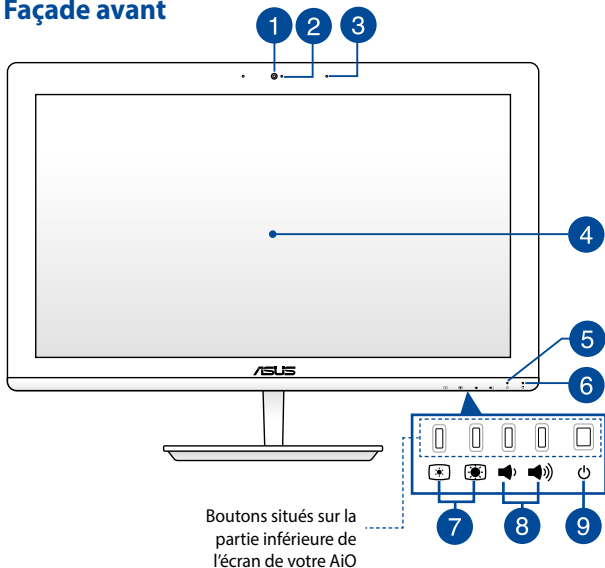 Façade avant
1 2 3
4
ASUS
5
6
7 8 9
Boutons situés sur la
partie inférieure de
l'écran de votre AiO